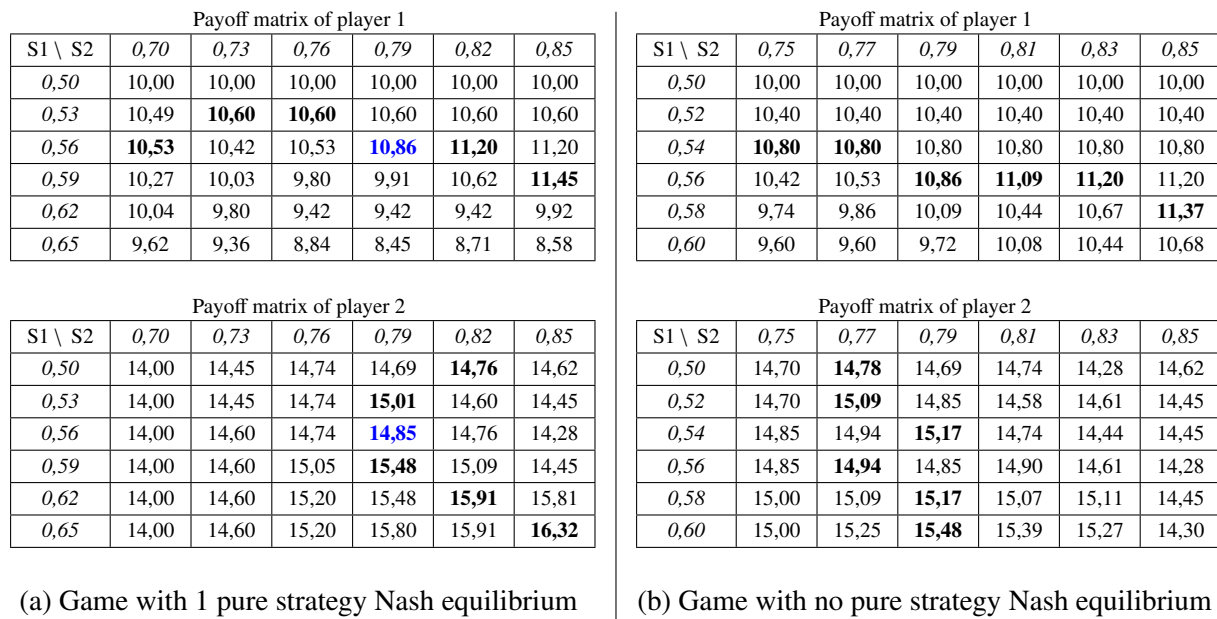 Payoff matrix of player 1
S1 \ S2 0,70 0,73 0,76 0,79 0,82 0,85
0,50 10,00 10,00 10,00 10,00 10,00 10,00
0,53 10,49 10,60 10,60 10,60 10,60 10,60
0,56 10,53 10,42 10,53 10,86 11,20 11,20
0,59 10,27 10,03 9,80 9,91 10,62 11,45
0,62 10,04 9,80 9,42 9,42 9,42 9,92
0,65 9,62 9,36 8,84 8,45 8,71 8,58
Payoff matrix of player 2
S1 \ S2 0,70 0,73 0,76 0,79 0,82 0,85
0,50 14,00 14,45 14,74 14,69 14,76 14,62
0,53 14,00 14,45 14,74 15,01 14,60 14,45
0,56 14,00 14,60 14,74 14,85 14,76 14,28
0,59 14,00 14,60 15,05 15,48 15,09 14,45
0,62 14,00 14,60 15,20 15,48 15,91 15,81
0,65 14,00 14,60 15,20 15,80 15,91 16,32
(a) Game with 1 pure strategy Nash equilibrium
Payoff matrix of player 1
S1 \ S2 0,75 0,77 0,79 0,81 0,83 0,85
0,50 10,00 10,00 10,00 10,00 10,00 10,00
0,52 10,40 10,40 10,40 10,40 10,40 10,40
0,54 10,80 10,80 10,80 10,80 10,80 10,80
0,56 10,42 10,53 10,86 11,09 11,20 11,20
0,58 9,74 9,86 10,09 10,44 10,67 11,37
0,60 9,60 9,60 9,72 10,08 10,44 10,68
Payoff matrix of player 2
S1 \ S2 0,75 0,77 0,79 0,81 0,83 0,85
0,50 14,70 14,78 14,69 14,74 14,28 14,62
0,52 14,70 15,09 14,85 14,58 14,61 14,45
0,54 14,85 14,94 15,17 14,74 14,44 14,45
0,56 14,85 14,94 14,85 14,90 14,61 14,28
0,58 15,00 15,09 15,17 15,07 15,11 14,45
0,60 15,00 15,25 15,48 15,39 15,27 14,30
(b) Game with no pure strategy Nash equilibrium